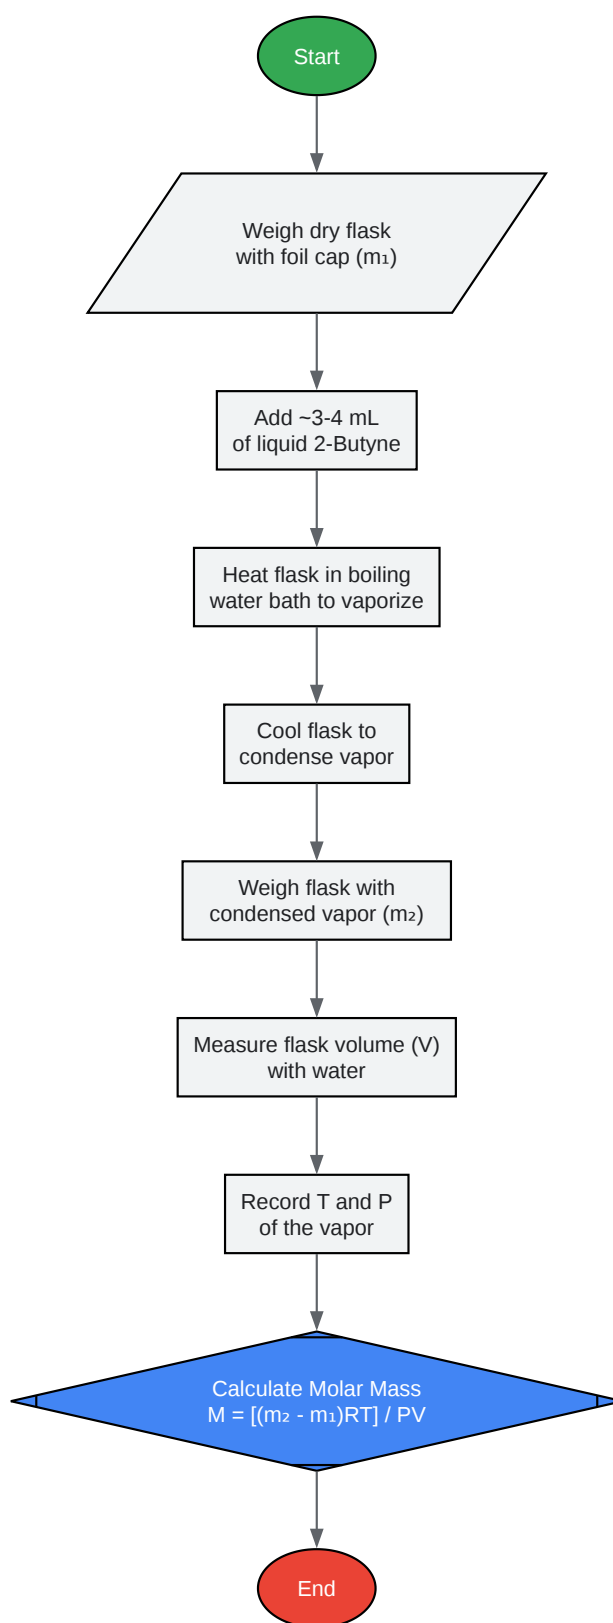 Start
Weigh dry flask
with foil cap (m₁)
Add ~3-4 mL
of liquid 2-Butyne
Heat flask in boiling
water bath to vaporize
Cool flask to
condense vapor
Weigh flask with
condensed vapor (m₂)
Measure flask volume (V)
with water
Record T and P
of the vapor
Calculate Molar Mass
M = [(m₂ - m₁)RT] / PV
End